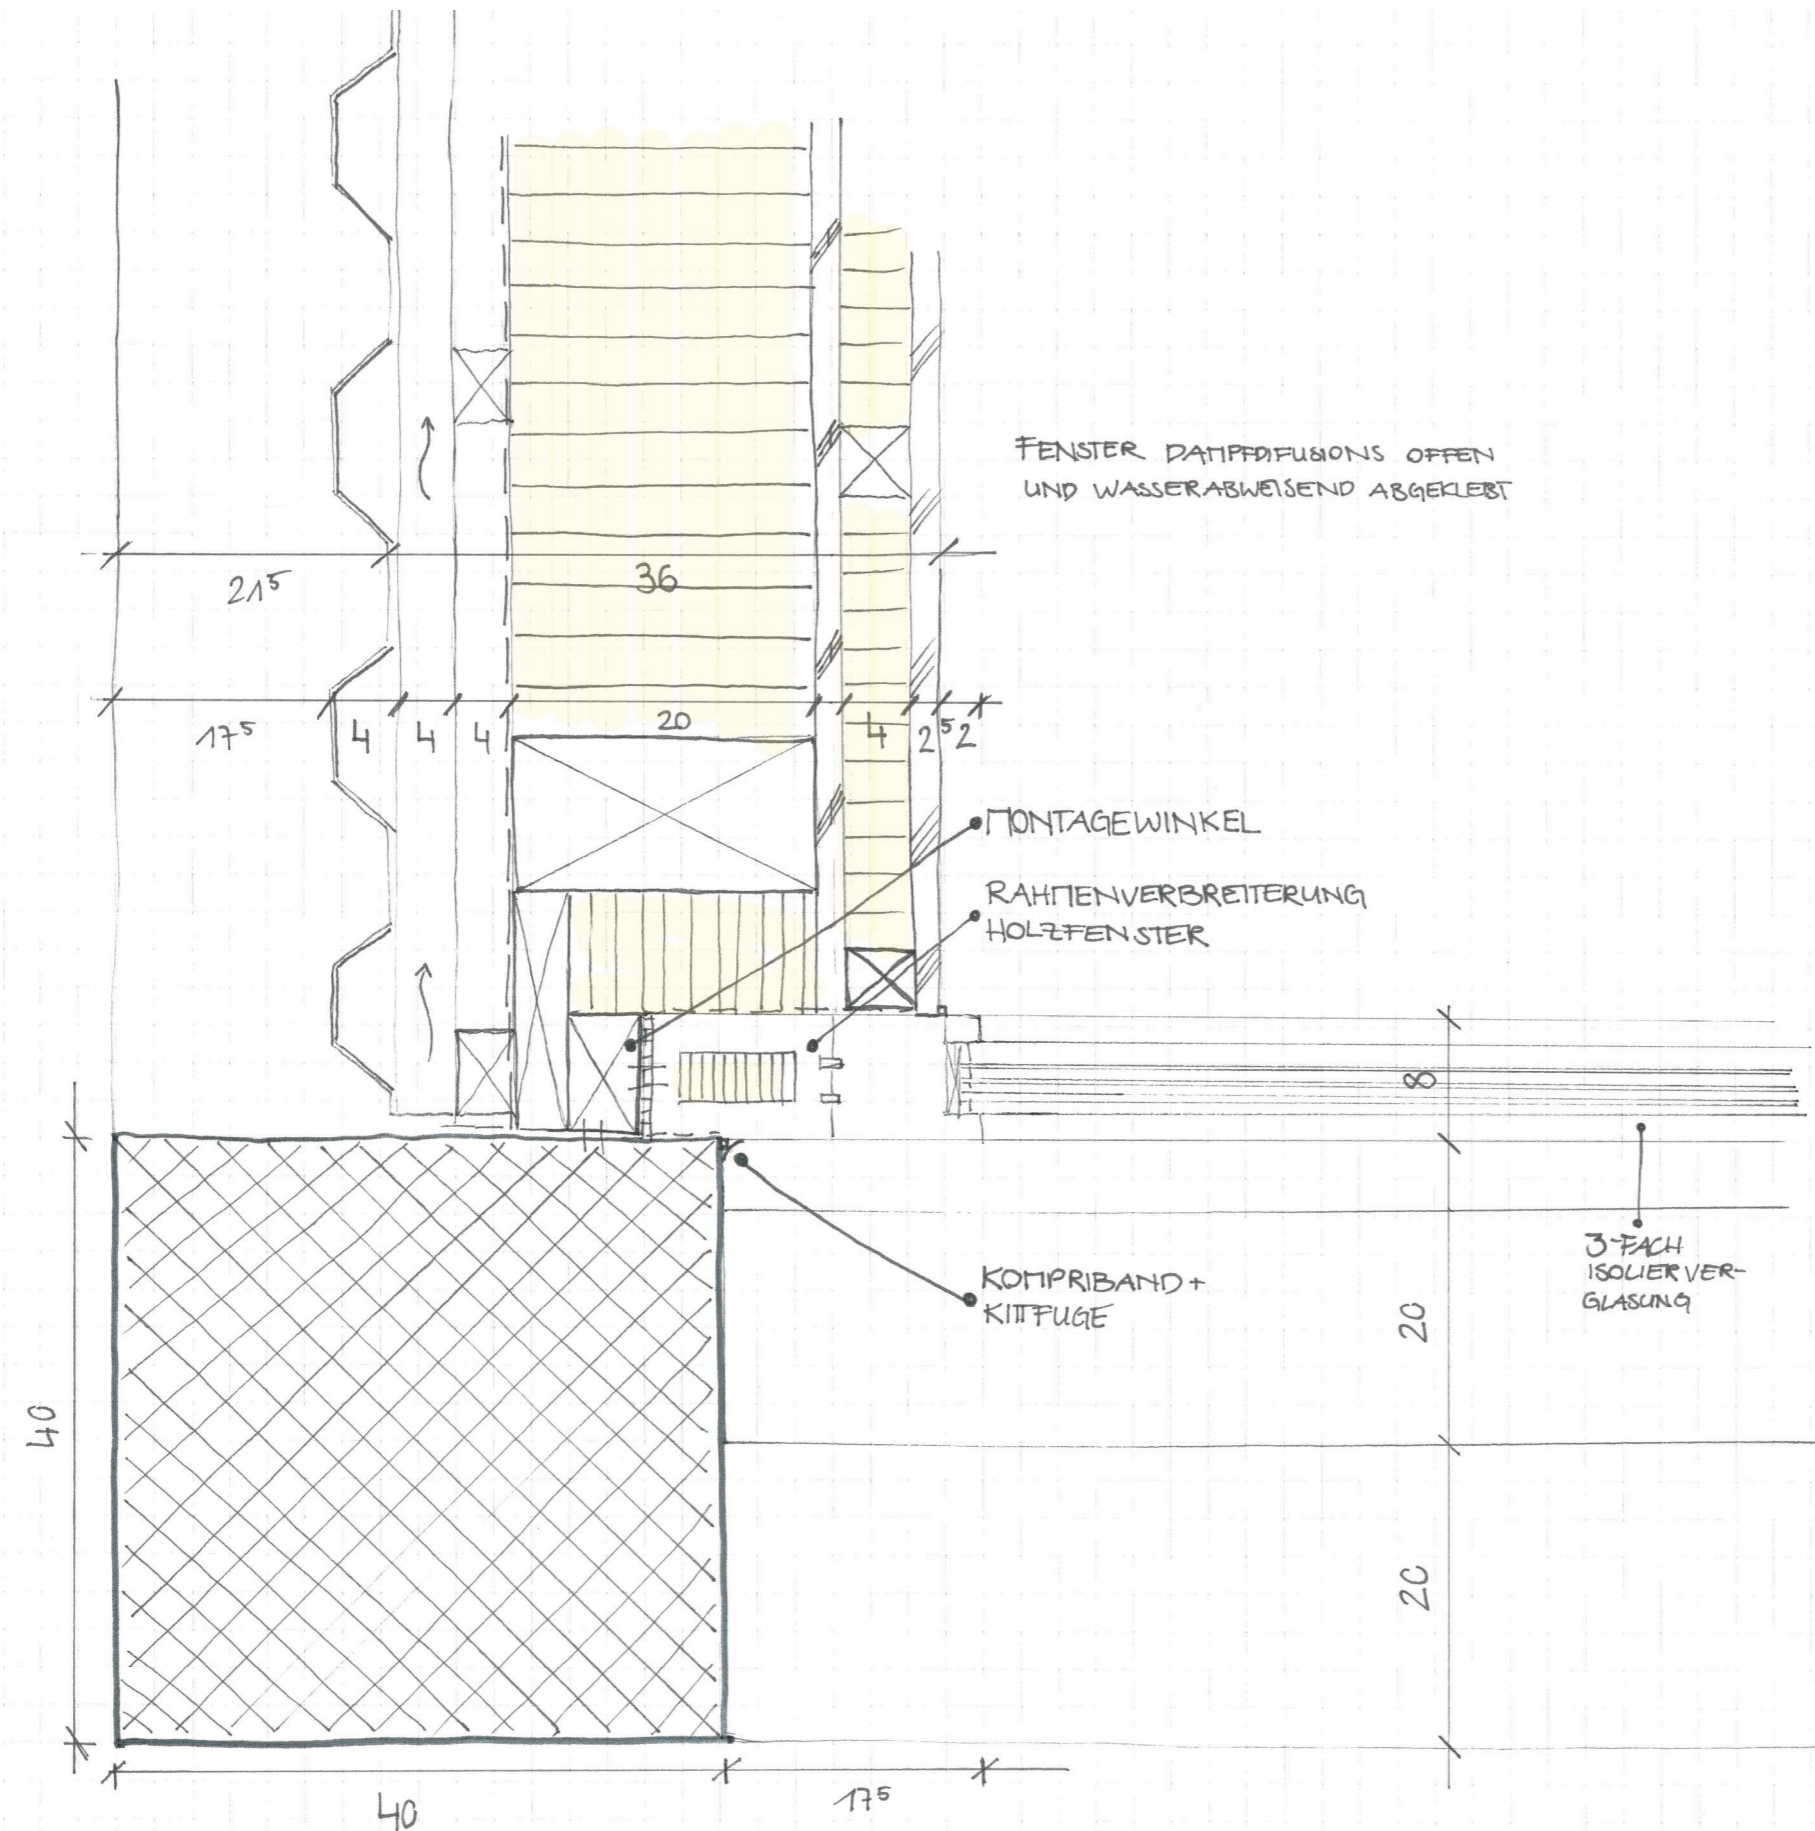 FENSTER DAMPFDIFUSIONS OFFEN
UND WASSERABWEISEND ABGEKLEBT
21⁵
36
17⁵
4
4
4
20
4
2⁵
2
MONTAGEWINKEL
RAHMENVERBREITERUNG
HOLZFENSTER
8
3-FACH
ISOLIERVER-
GLASUNG
KOMPRIBAND+
KITTFUGE
20
40
20
40
17⁵